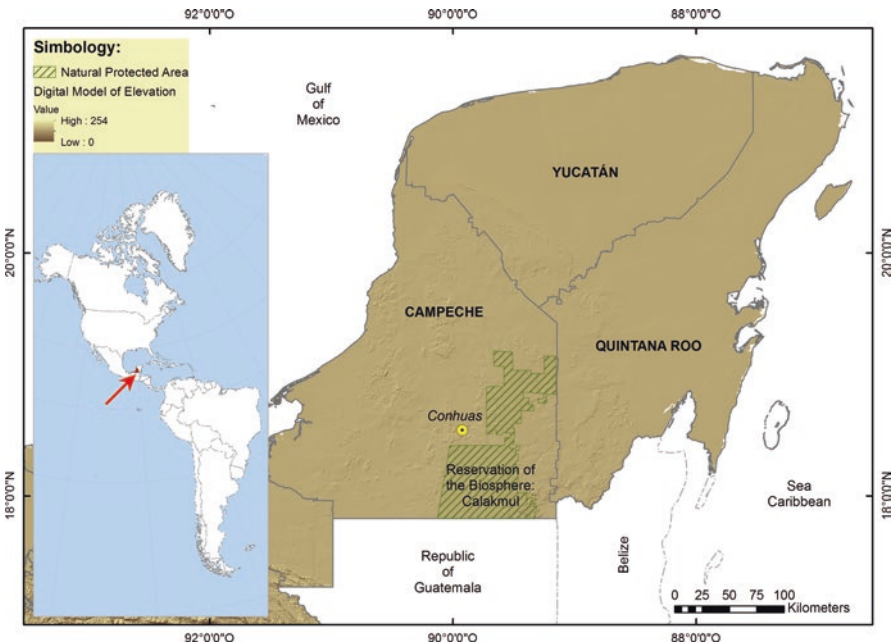 92°0'0"O
90°0'0"O
88°0'0"O
Simbology:
Natural Protected Area
Digital Model of Elevation
Value
High : 254
Low : 0
Gulf
of
Mexico
YUCATÁN
20°0'0"N
20°0'0"N
CAMPECHE
QUINTANA ROO
Conhuas
Reservation of
the Biosphere:
Calakmul
18°0'0"N
18°0'0"N
Sea
Caribbean
Republic
of
Guatemala
Belize
0 12.5 25 50 75 100
Kilometers
92°0'0"O
90°0'0"O
88°0'0"O